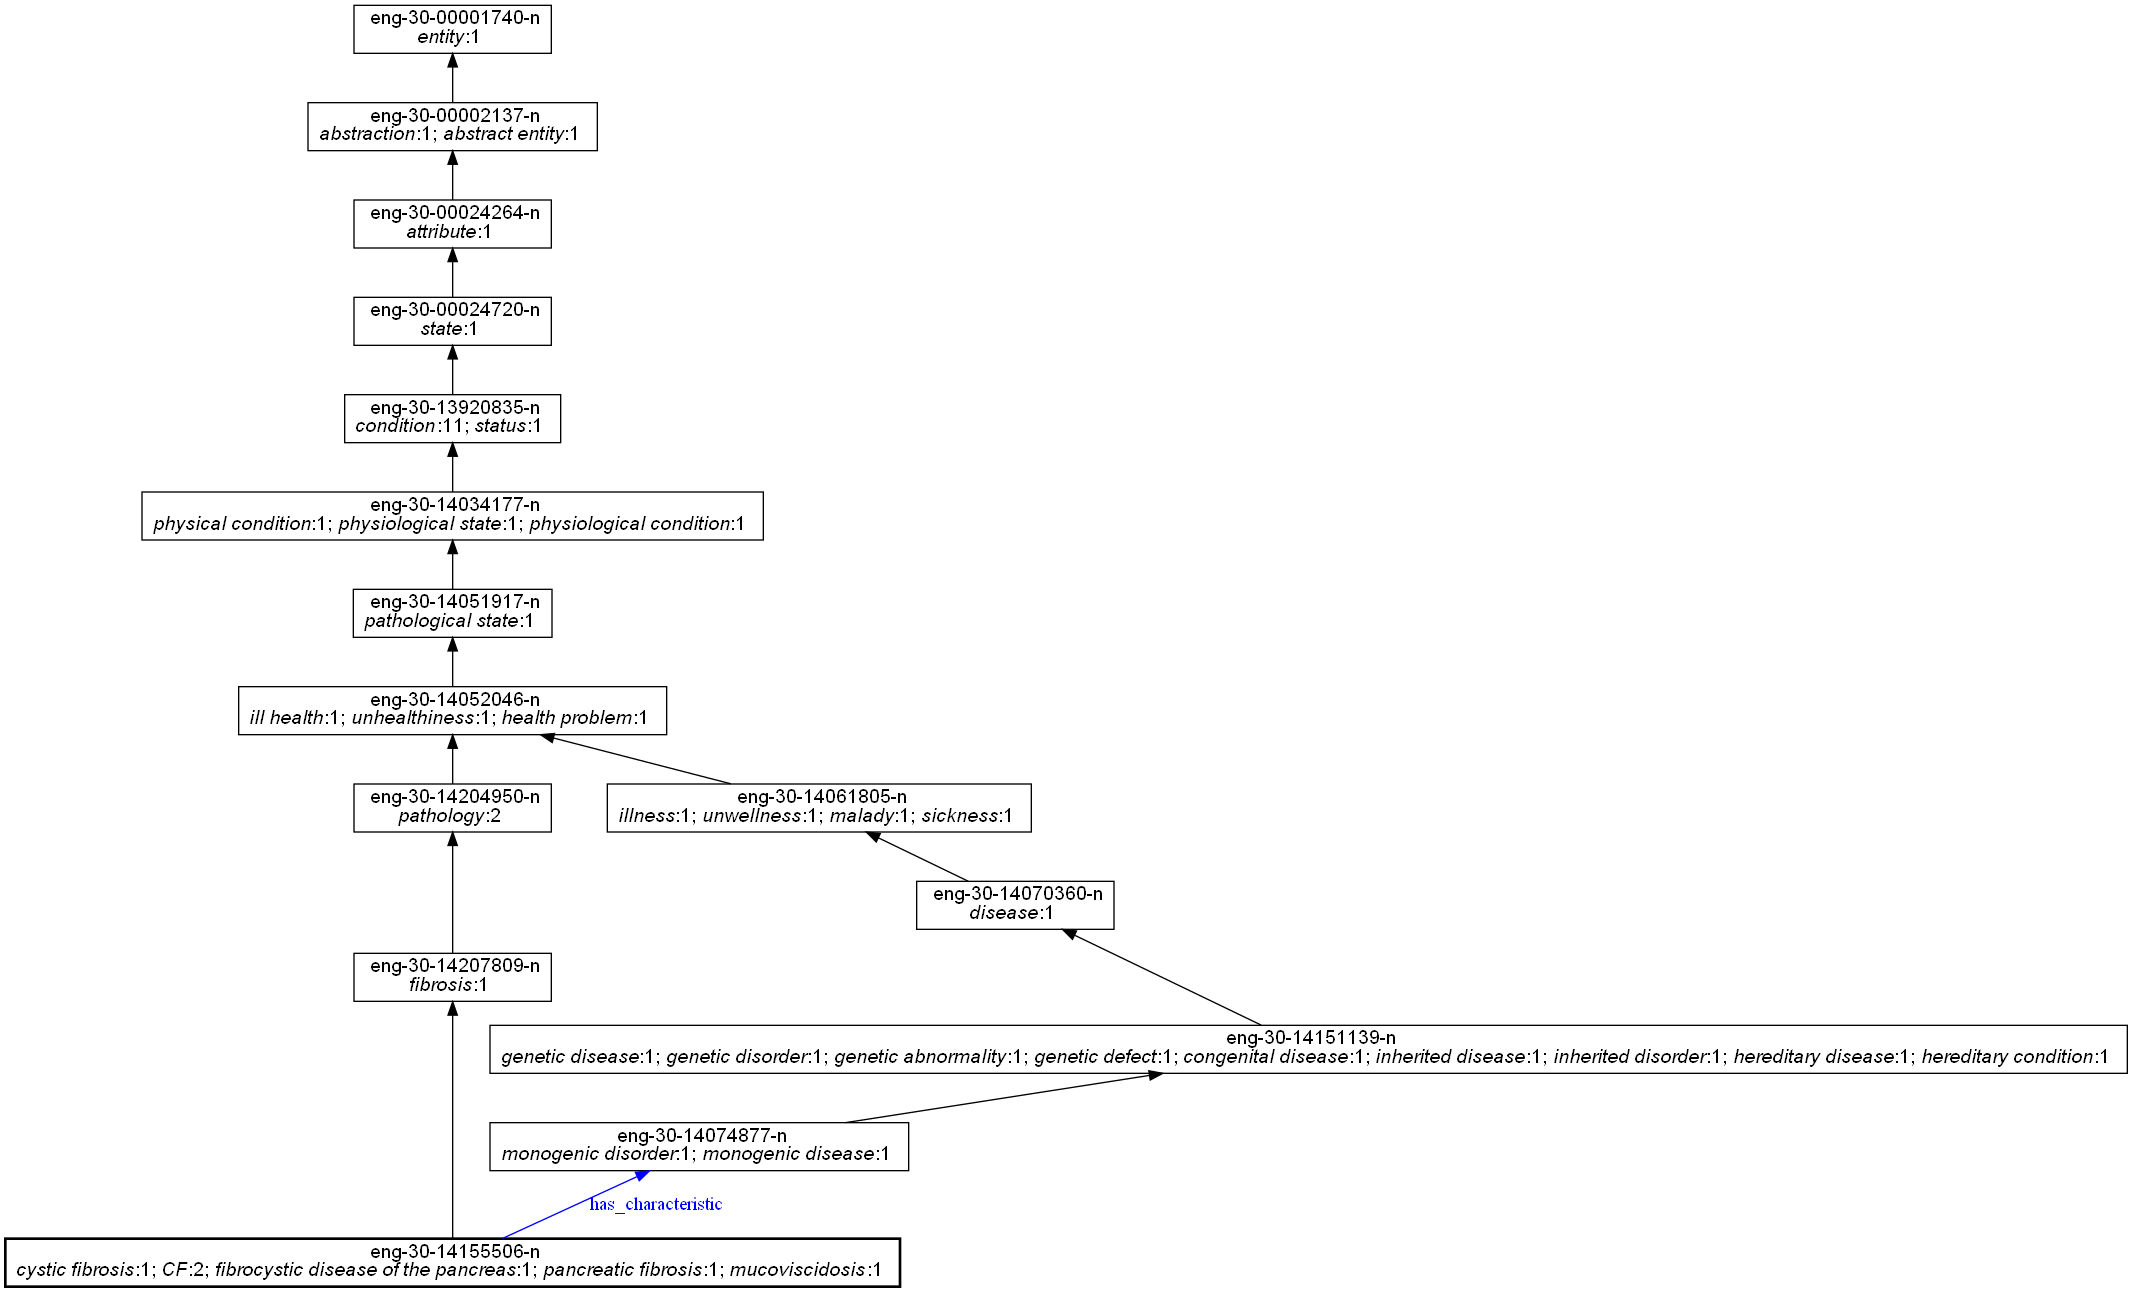 eng-30-00001740-n
entity:1
eng-30-00002137-n
abstraction:1; abstract entity:1
eng-30-00024264-n
attribute:1
eng-30-00024720-n
state:1
eng-30-13920835-n
condition:11; status:1
eng-30-14034177-n
physical condition:1; physiological state:1; physiological condition:1
eng-30-14051917-n
pathological state:1
eng-30-14052046-n
ill health:1; unhealthiness:1; health problem:1
eng-30-14204950-n
pathology:2
eng-30-14061805-n
illness:1; unwellness:1; malady:1; sickness:1
eng-30-14070360-n
disease:1
eng-30-14207809-n
fibrosis:1
eng-30-14151139-n
genetic disease:1; genetic disorder:1; genetic abnormality:1; genetic defect:1; congenital disease:1; inherited disease:1; inherited disorder:1; hereditary disease:1; hereditary condition:1
eng-30-14074877-n
monogenic disorder:1; monogenic disease:1
has_characteristic
eng-30-14155506-n
cystic fibrosis:1; CF:2; fibrocystic disease of the pancreas:1; pancreatic fibrosis:1; mucoviscidosis:1